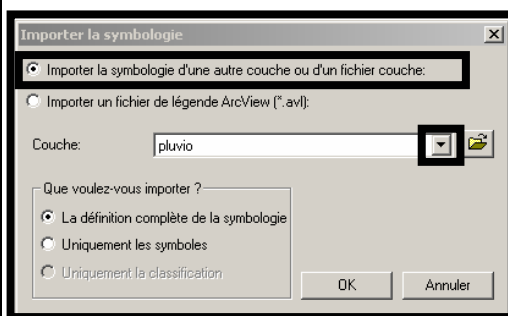 Importer la symbologie
Importer la symbologie d'une autre couche ou d'un fichier couche:
Importer un fichier de légende ArcView (*.avl):
Couche:
pluvio
Que voulez-vous importer ?
La définition complète de la symbologie
Uniquement les symboles
Uniquement la classification
OK
Annuler